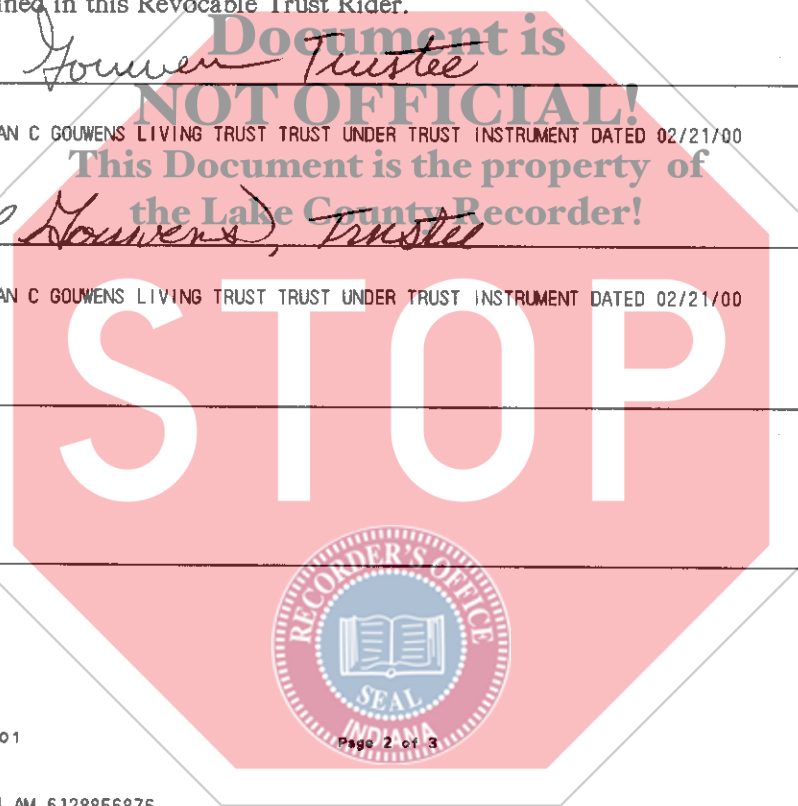 ined in this Revocable Trust Rider.
Document is
Gouwen Trustee
NOT OFFICIAL!
AN C GOUWENS LIVING TRUST TRUST UNDER TRUST INSTRUMENT DATED 02/21/00
This Document is the property of
the Lake County Recorder!
Gouwens, Trustee
AN C GOUWENS LIVING TRUST TRUST UNDER TRUST INSTRUMENT DATED 02/21/00
STOP
RECORDER'S OFFICE
SEAL
INDIANA
01
Page 2 of 3
AM 6128856876